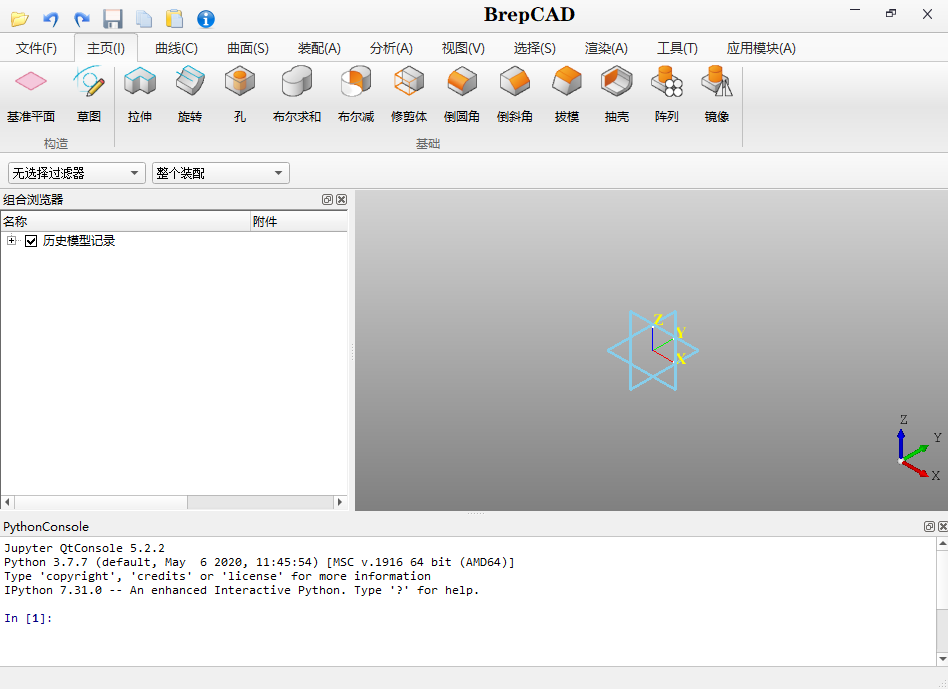 BrepCAD
文件(F) 主页(I) 曲线(C) 曲面(S) 装配(A) 分析(A) 视图(V) 选择(S) 渲染(A) 工具(T) 应用模块(A)
基准平面 草图 拉伸 旋转 孔 布尔求和 布尔减 修剪体 倒圆角 倒斜角 拔模 抽壳 阵列 镜像
构造 基础
无选择过滤器 整个装配
组合浏览器
名称 附件
历史模型记录
Z
Y
X
Z
Y
X
PythonConsole
Jupyter QtConsole 5.2.2
Python 3.7.7 (default, May  6 2020, 11:45:54) [MSC v.1916 64 bit (AMD64)]
Type 'copyright', 'credits' or 'license' for more information
IPython 7.31.0 -- An enhanced Interactive Python. Type '?' for help.
In [1]: